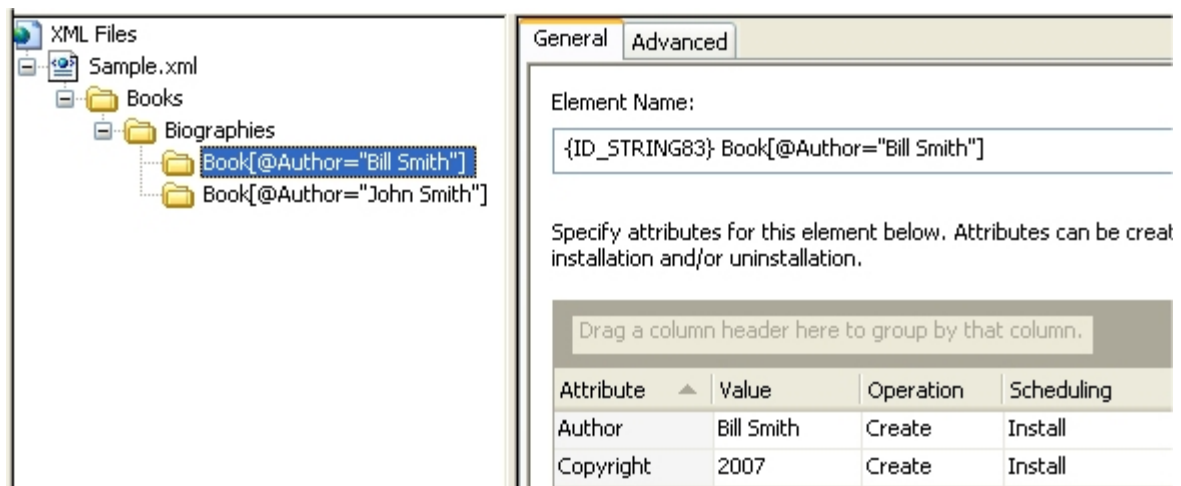 XML Files
Sample.xml
Books
Biographies
Book[@Author="Bill Smith"]
Book[@Author="John Smith"]
General Advanced
Element Name:
{ID_STRING83} Book[@Author="Bill Smith"]
Specify attributes for this element below. Attributes can be creat
installation and/or uninstallation.
Drag a column header here to group by that column.
Attribute Value Operation Scheduling
Author Bill Smith Create Install
Copyright 2007 Create Install